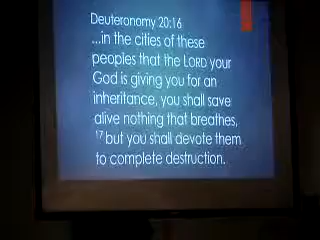 Deuteronomy 20:16
...in the cities of these
peoples that the LORD your
God is giving you for an
inheritance, you shall save
alive nothing that breathes,
17 but you shall devote them
to complete destruction.